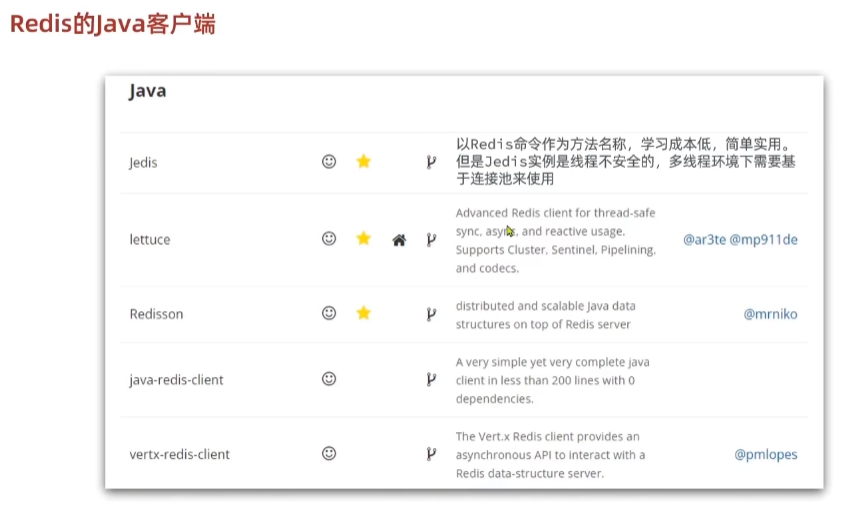 Redis的Java客户端
Java
Jedis
以Redis命令作为方法名称，学习成本低，简单实用。
但是Jedis实例是线程不安全的，多线程环境下需要基
于连接池来使用
lettuce
Advanced Redis client for thread-safe
sync, async, and reactive usage.
Supports Cluster, Sentinel, Pipelining,
and codecs.
@ar3te @mp911de
Redisson
distributed and scalable Java data
structures on top of Redis server
@mrniko
java-redis-client
A very simple yet very complete java
client in less than 200 lines with 0
dependencies.
vertx-redis-client
The Vert.x Redis client provides an
asynchronous API to interact with a
Redis data-structure server.
@pmlopes